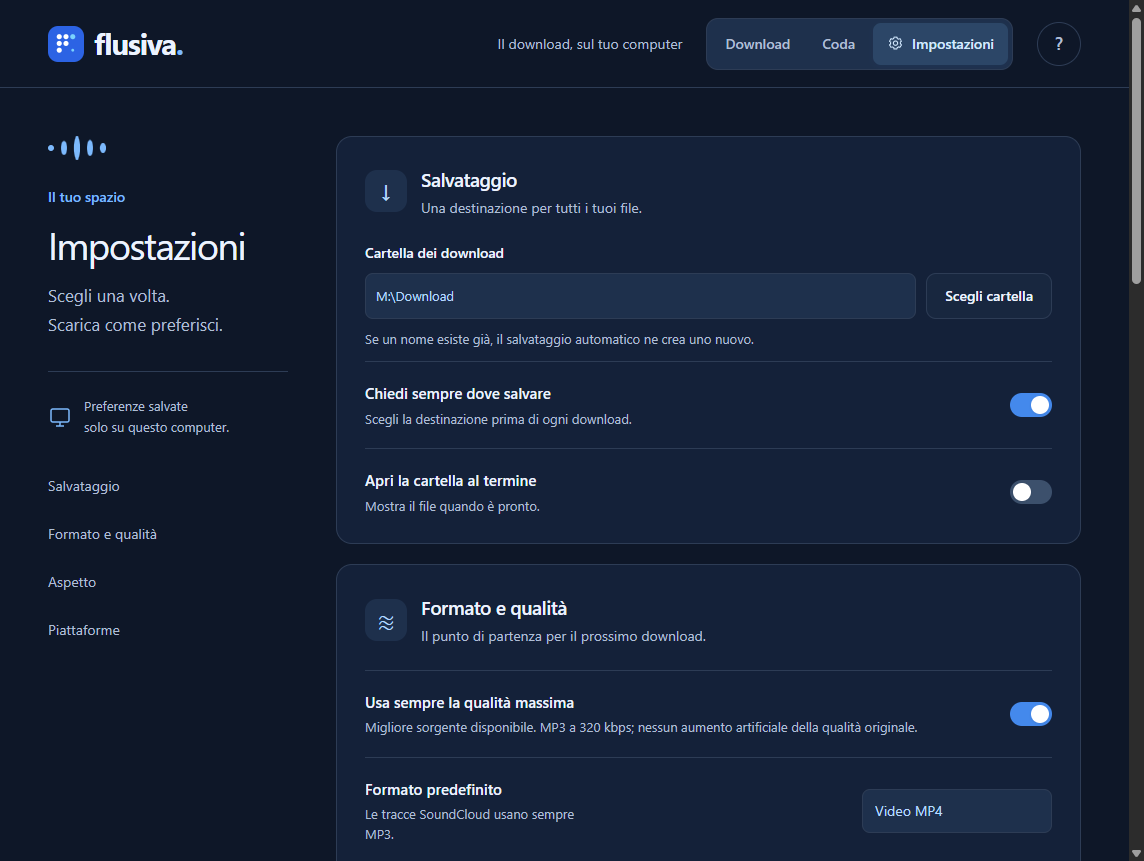 flusiva.
Il download, sul tuo computer
Download
Coda
Impostazioni
?
Il tuo spazio
Impostazioni
Scegli una volta.
Scarica come preferisci.
Preferenze salvate
solo su questo computer.
Salvataggio
Formato e qualità
Aspetto
Piattaforme
Salvataggio
Una destinazione per tutti i tuoi file.
Cartella dei download
M:\Download
Scegli cartella
Se un nome esiste già, il salvataggio automatico ne crea uno nuovo.
Chiedi sempre dove salvare
Scegli la destinazione prima di ogni download.
Apri la cartella al termine
Mostra il file quando è pronto.
Formato e qualità
Il punto di partenza per il prossimo download.
Usa sempre la qualità massima
Migliore sorgente disponibile. MP3 a 320 kbps; nessun aumento artificiale della qualità originale.
Formato predefinito
Le tracce SoundCloud usano sempre
MP3.
Video MP4